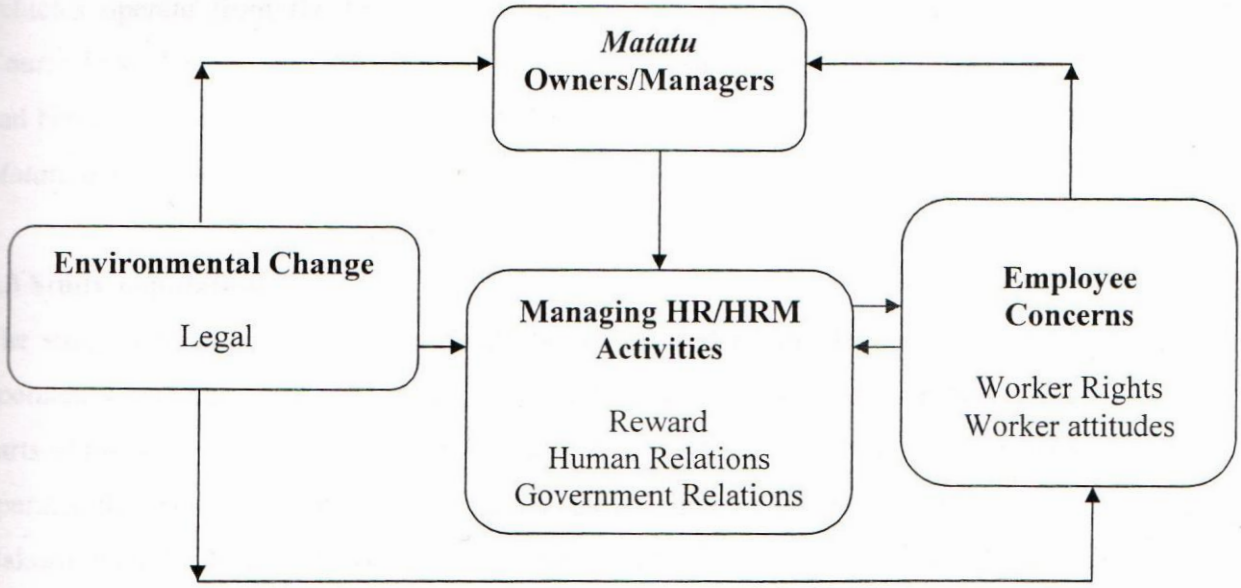 Matatu
Owners/Managers
Environmental Change
Legal
Managing HR/HRM
Activities
Reward
Human Relations
Government Relations
Employee
Concerns
Worker Rights
Worker attitudes